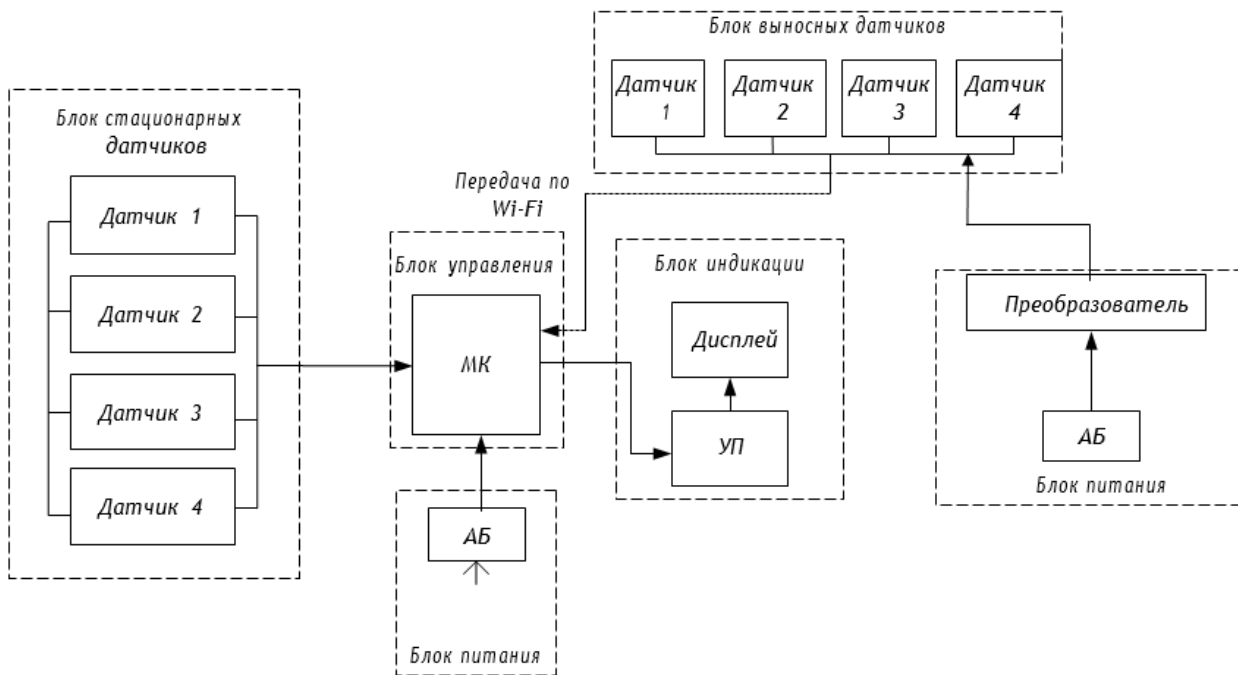 Блок выносных датчиков
Датчик
1
Датчик
2
Датчик
3
Датчик
4
Блок стационарных
датчиков
Датчик 1
Датчик 2
Датчик 3
Датчик 4
Передача по
Wi-Fi
Блок управления
МК
Блок индикации
Дисплей
УП
Преобразователь
АБ
Блок питания
АБ
Блок питания